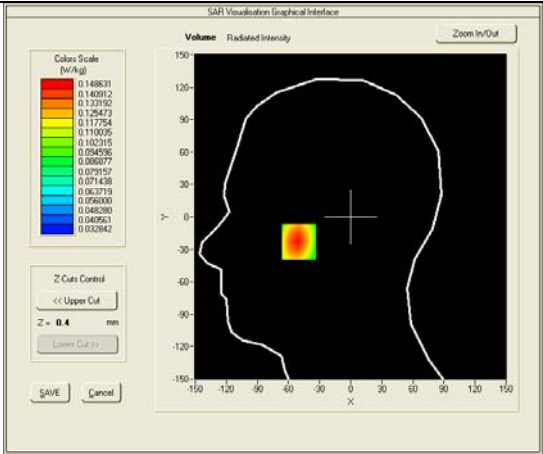 SAR Visualisation Graphical Interface
Volume Radiated Intensity
Zoom In/Out
Colors Scale
(W/kg)
0.148631
0.140912
0.133192
0.125473
0.117754
0.110035
0.102315
0.094596
0.086877
0.079157
0.071438
0.063719
0.056000
0.048280
0.040561
0.032842
Z-Cuts Control
<< Upper Cut
Z = 0.4 mm
Lower Cut >>
SAVE Cancel
150
120
90
60
30
0
-30
-60
-90
-120
-150
Y
-150 -120 -90 -60 -30 0 30 60 90 120 150
X